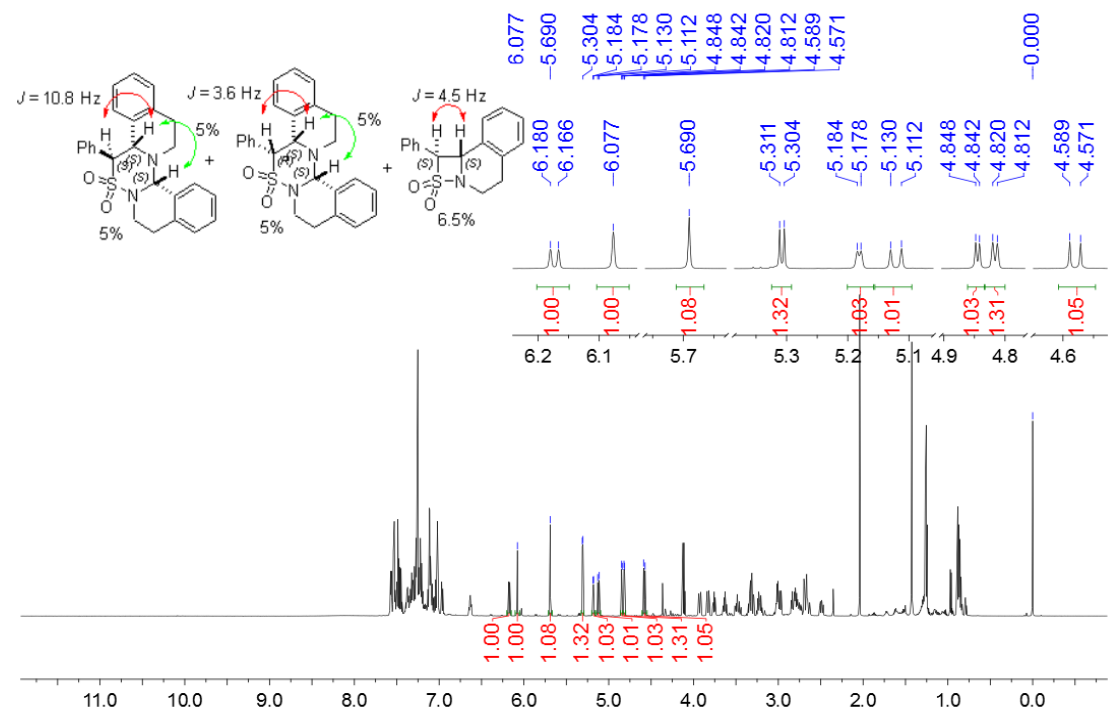 6.077
5.690
5.304
5.184
5.178
5.130
5.112
4.848
4.842
4.820
4.812
4.589
4.571
0.000
J = 10.8 Hz
J = 3.6 Hz
J = 4.5 Hz
5%
5%
H H
H H
H H
Ph
Ph
Ph
(S)
(S)
(R)
(S)
(S)
(S)
N
N
+
+
(S)
(S)
H
H
O
S
O
S
S
N
N
N
O
O
O
O
5%
5%
6.5%
6.180
6.166
6.077
5.690
5.311
5.304
5.184
5.178
5.130
5.112
4.848
4.842
4.820
4.812
4.589
4.571
1.00
1.00
1.08
1.32
1.03
1.01
1.03
1.31
1.05
6.2 6.1 5.7 5.3 5.2 5.1 4.9 4.8 4.6
1.00
1.00
1.08
1.32
1.03
1.01
1.03
1.31
1.05
11.0 10.0 9.0 8.0 7.0 6.0 5.0 4.0 3.0 2.0 1.0 0.0